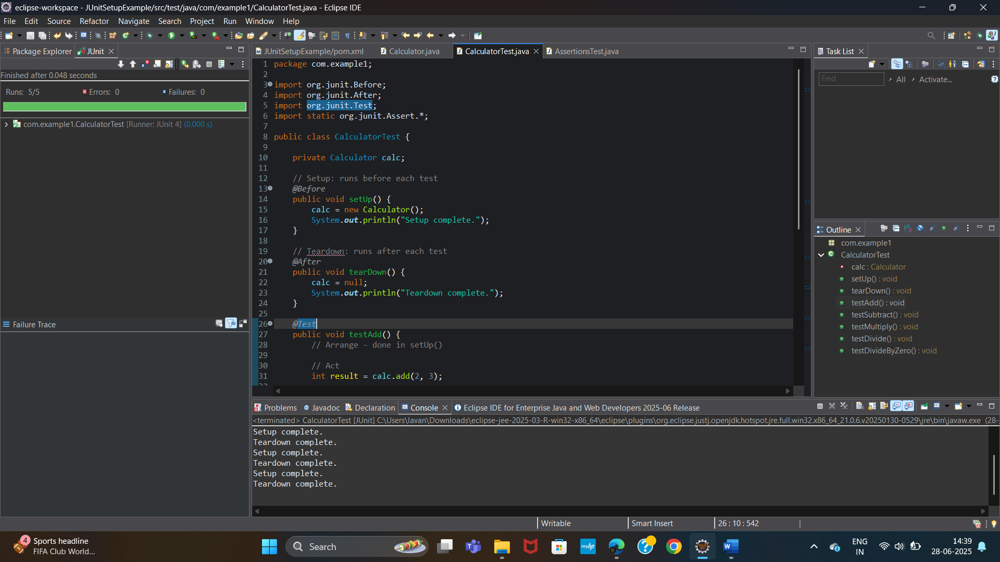 eclipse-workspace - JUnitSetupExample/src/test/java/com/example1/CalculatorTest.java - Eclipse IDE
File Edit Source Refactor Navigate Search Project Run Window Help
Package Explorer JUnit
Finished after 0.048 seconds
Runs: 5/5 Errors: 0 Failures: 0
com.example1.CalculatorTest [Runner: JUnit 4] (0.000 s)
Failure Trace
JUnitSetupExample/pom.xml Calculator.java CalculatorTest.java AssertionsTest.java
1 package com.example1;
2
3 import org.junit.Before;
4 import org.junit.After;
5 import org.junit.Test;
6 import static org.junit.Assert.*;
7
8 public class CalculatorTest {
9
10 private Calculator calc;
11
12 // Setup: runs before each test
13 @Before
14 public void setUp() {
15 calc = new Calculator();
16 System.out.println("Setup complete.");
17 }
18
19 // Teardown: runs after each test
20 @After
21 public void tearDown() {
22 calc = null;
23 System.out.println("Teardown complete.");
24 }
25
26 @Test
27 public void testAdd() {
28 // Arrange - done in setUp()
29
30 // Act
31 int result = calc.add(2, 3);
Task List
Find All Activate...
Outline
com.example1
CalculatorTest
calc : Calculator
setUp() : void
tearDown() : void
testAdd() : void
testSubtract() : void
testMultiply() : void
testDivide() : void
testDivideByZero() : void
Problems Javadoc Declaration Console Eclipse IDE for Enterprise Java and Web Developers 2025-06 Release
<terminated> CalculatorTest [JUnit] C:\Users\lavan\Downloads\eclipse-jee-2025-03-R-win32-x86_64\eclipse\plugins\org.eclipse.justj.openjdk.hotspot.jre.full.win32.x86_64_21.0.6.v20250130-0529\jre\bin\javaw.exe (28-
Setup complete.
Teardown complete.
Setup complete.
Teardown complete.
Setup complete.
Teardown complete.
Writable Smart Insert 26 : 10 : 542
4
Sports headline
FIFA Club World...
Search
myhp
ENG
IN
14:39
28-06-2025